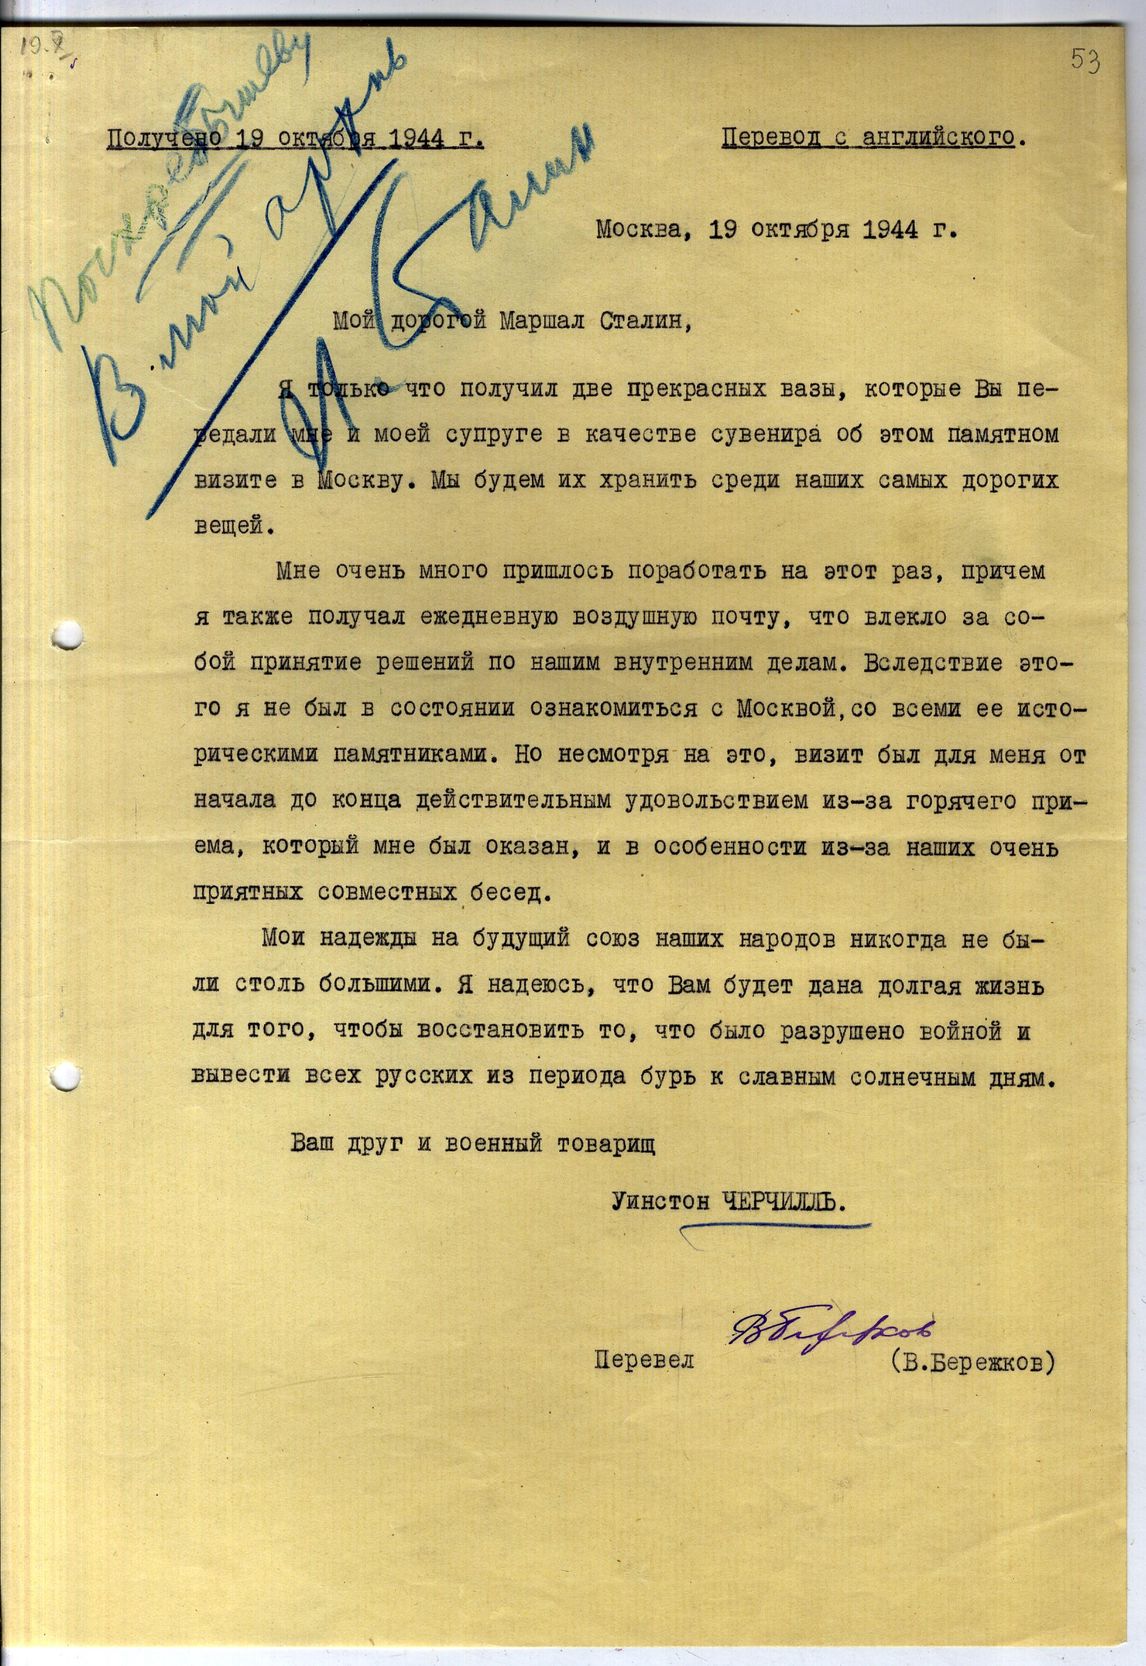 19.X
53
Поскребышеву
В мой архив
И. Сталин
Получено 19 октября 1944 г.
Перевод с английского.
Москва, 19 октября 1944 г.
Мой дорогой Маршал Сталин,
Я только что получил две прекрасных вазы, которые Вы пе-
редали мне и моей супруге в качестве сувенира об этом памятном
визите в Москву. Мы будем их хранить среди наших самых дорогих
вещей.
Мне очень много пришлось поработать на этот раз, причем
я также получал ежедневную воздушную почту, что влекло за со-
бой принятие решений по нашим внутренним делам. Вследствие это-
го я не был в состоянии ознакомиться с Москвой,со всеми ее исто-
рическими памятниками. Но несмотря на это, визит был для меня от
начала до конца действительным удовольствием из-за горячего при-
ема, который мне был оказан, и в особенности из-за наших очень
приятных совместных бесед.
Мои надежды на будущий союз наших народов никогда не бы-
ли столь большими. Я надеюсь, что Вам будет дана долгая жизнь
для того, чтобы восстановить то, что было разрушено войной и
вывести всех русских из периода бурь к славным солнечным дням.
Ваш друг и военный товарищ
Уинстон ЧЕРЧИЛЛЬ.
ВБережков
Перевел (В.Бережков)